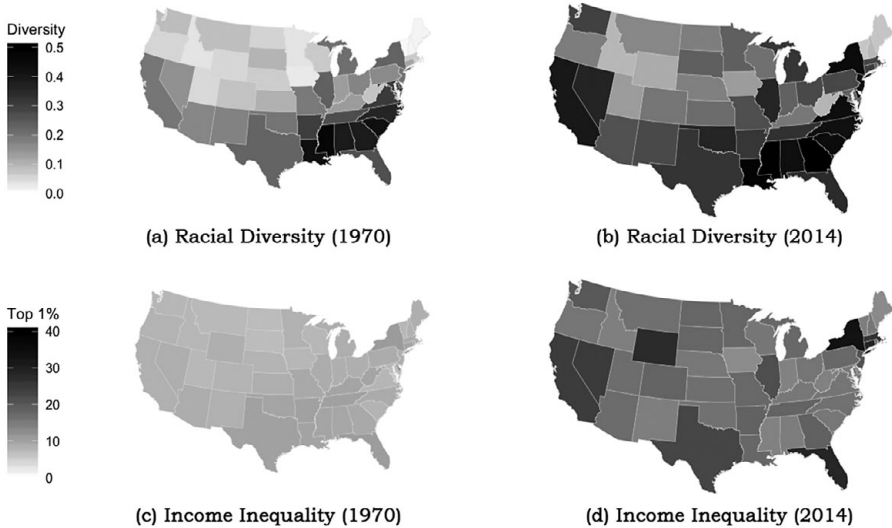 Diversity
0.5
0.4
0.3
0.2
0.1
0.0
(a) Racial Diversity (1970)
(b) Racial Diversity (2014)
Top 1%
40
30
20
10
0
(c) Income Inequality (1970)
(d) Income Inequality (2014)